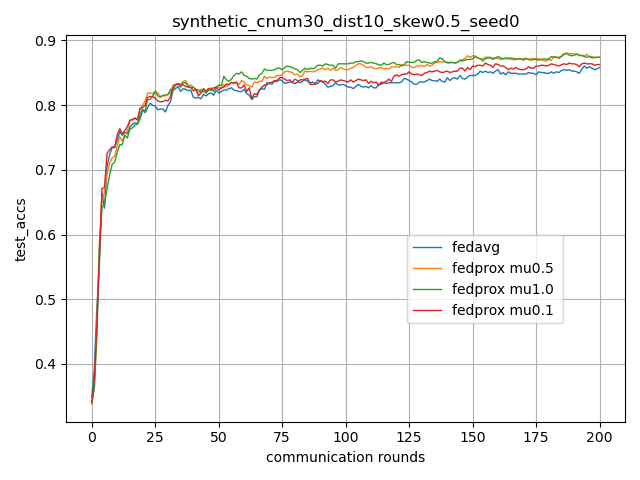 synthetic_cnum30_dist10_skew0.5_seed0
0.9
0.8
0.7
0.6
0.5
0.4
test_accs
fedavg
fedprox mu0.5
fedprox mu1.0
fedprox mu0.1
0 25 50 75 100 125 150 175 200
communication rounds